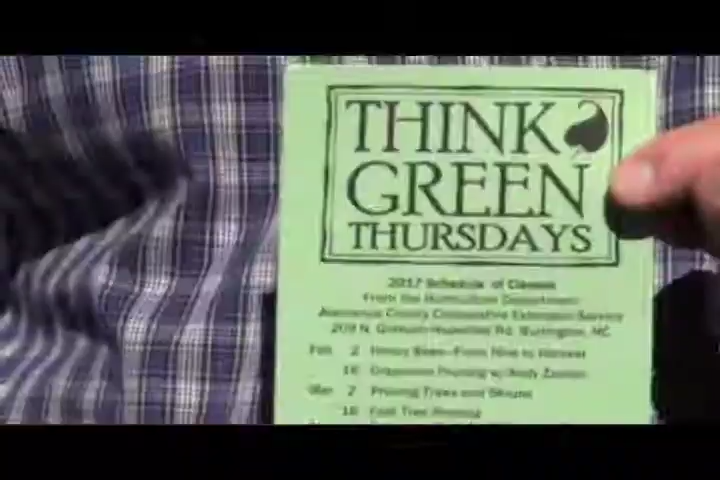 THINK
GREEN
THURSDAYS
2017 Schedule of Classes
From the Horticulture Department
Alamance County Cooperative Extension Service
209 N. Graham-Hopedale Rd. Burlington, NC
Feb 2 Honey Bees-From Hive to Harvest
16 Grapevine Pruning w/
Mar 2 Pruning Trees and Shrubs
16 Fruit Tree Pruning